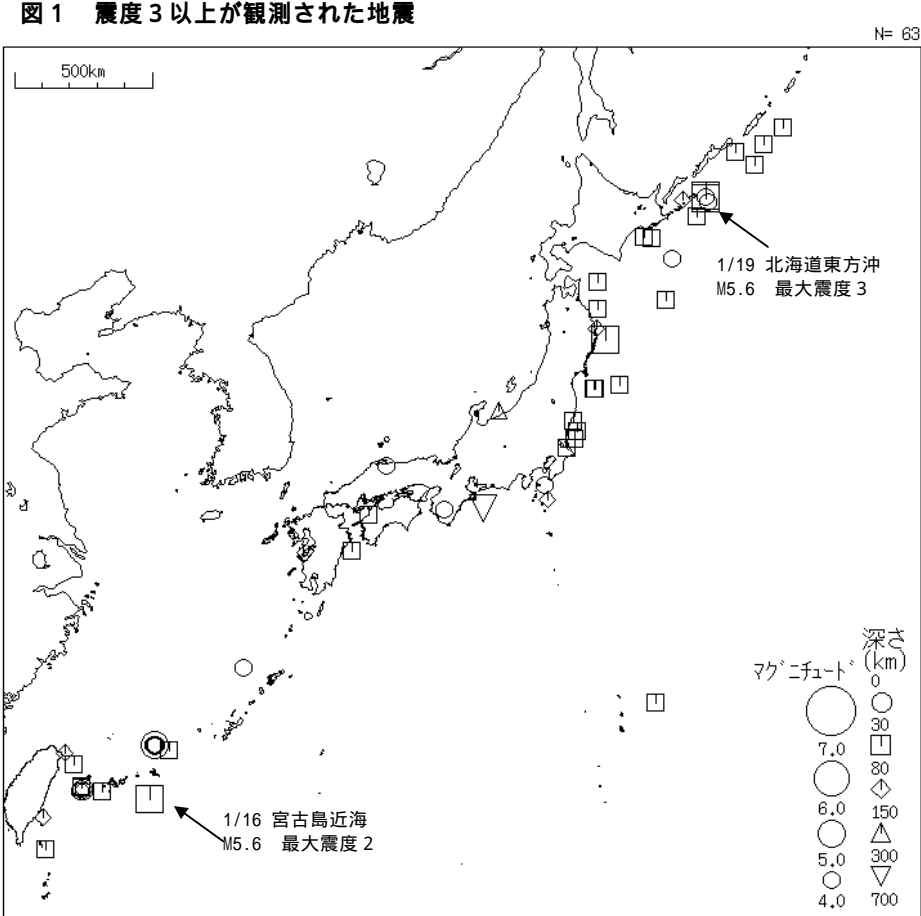 図1 震度3以上が観測された地震
N= 63
500km
1/19 北海道東方沖
M5.6 最大震度3
1/16 宮古島近海
M5.6 最大震度2
マグニチュード
7.0
6.0
5.0
4.0
深さ
(km)
0
30
80
150
300
700